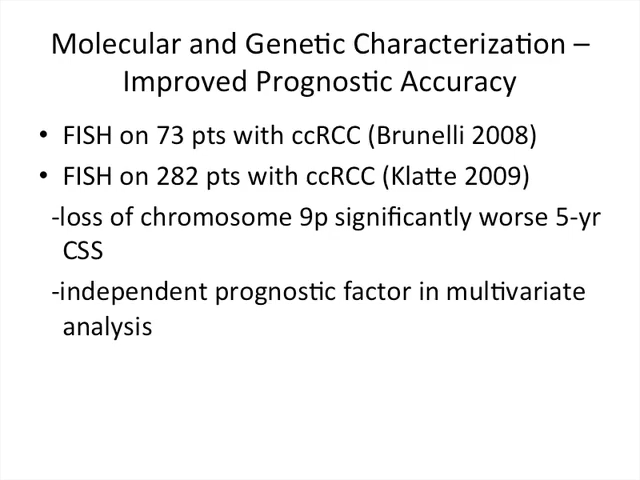 Molecular and Genetic Characterization –
Improved Prognostic Accuracy
• FISH on 73 pts with ccRCC (Brunelli 2008)
• FISH on 282 pts with ccRCC (Klatte 2009)
-loss of chromosome 9p significantly worse 5-yr
CSS
-independent prognostic factor in multivariate
analysis